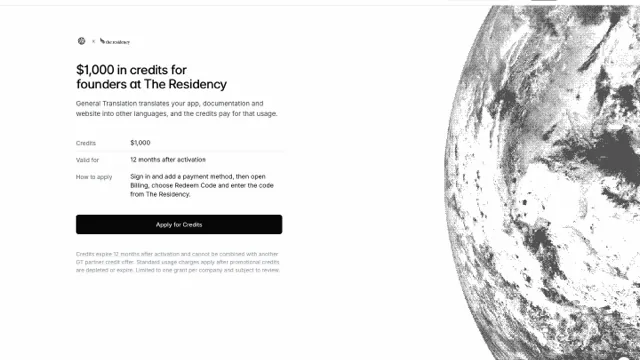 × the residency
$1,000 in credits for
founders at The Residency
General Translation translates your app, documentation and
website into other languages, and the credits pay for that usage.
Credits $1,000
Valid for 12 months after activation
How to apply Sign in and add a payment method, then open
Billing, choose Redeem Code and enter the code
from The Residency.
Apply for Credits
Credits expire 12 months after activation and cannot be combined with another
GT partner credit offer. Standard usage charges apply after promotional credits
are depleted or expire. Limited to one grant per company and subject to review.